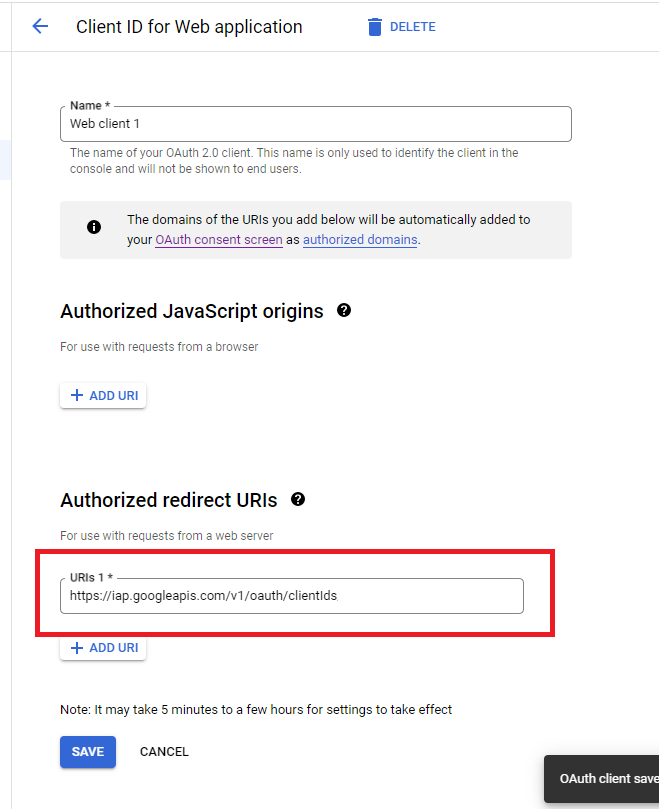 Client ID for Web application
DELETE
Name *
Web client 1
The name of your OAuth 2.0 client. This name is only used to identify the client in the
console and will not be shown to end users.
The domains of the URIs you add below will be automatically added to
your OAuth consent screen as authorized domains.
Authorized JavaScript origins
For use with requests from a browser
ADD URI
Authorized redirect URIs
For use with requests from a web server
URIs 1 *
https://iap.googleapis.com/v1/oauth/clientIds
ADD URI
Note: It may take 5 minutes to a few hours for settings to take effect
SAVE
CANCEL
OAuth client save